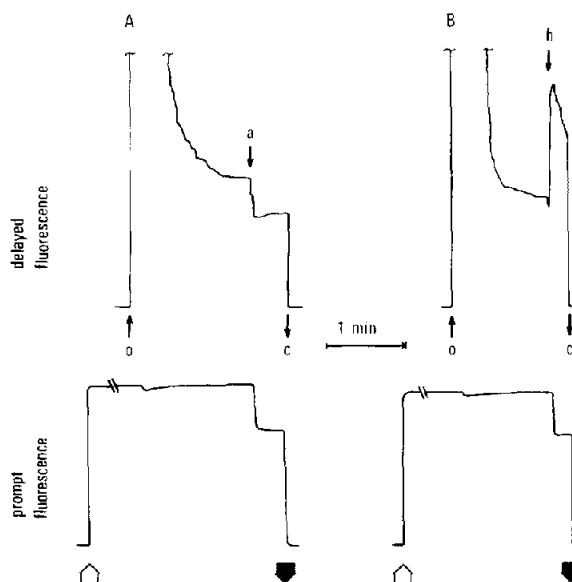 A
B
a
h
delayed
fluorescence
o
c
1 min
o
c
prompt
fluorescence